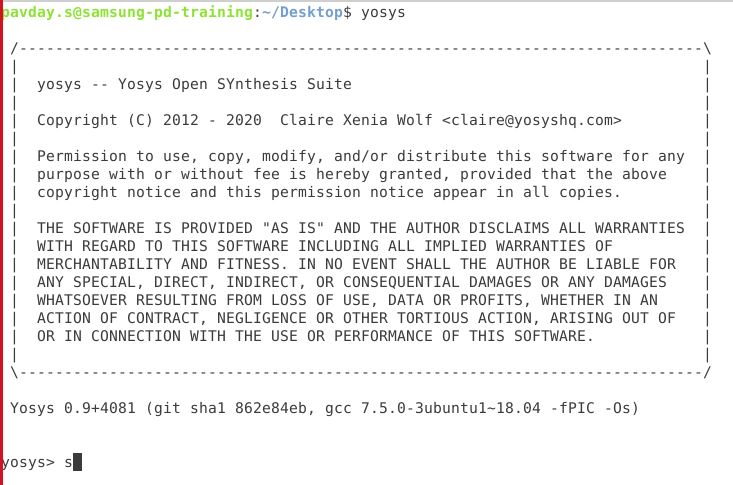 pavday.s@samsung-pd-training:~/Desktop$ yosys
/----------------------------------------------------------------------------\
|                                                                            |
|  yosys -- Yosys Open SYnthesis Suite                                       |
|                                                                            |
|  Copyright (C) 2012 - 2020  Claire Xenia Wolf <claire@yosyshq.com>         |
|                                                                            |
|  Permission to use, copy, modify, and/or distribute this software for any  |
|  purpose with or without fee is hereby granted, provided that the above    |
|  copyright notice and this permission notice appear in all copies.         |
|                                                                            |
|  THE SOFTWARE IS PROVIDED "AS IS" AND THE AUTHOR DISCLAIMS ALL WARRANTIES  |
|  WITH REGARD TO THIS SOFTWARE INCLUDING ALL IMPLIED WARRANTIES OF          |
|  MERCHANTABILITY AND FITNESS. IN NO EVENT SHALL THE AUTHOR BE LIABLE FOR   |
|  ANY SPECIAL, DIRECT, INDIRECT, OR CONSEQUENTIAL DAMAGES OR ANY DAMAGES    |
|  WHATSOEVER RESULTING FROM LOSS OF USE, DATA OR PROFITS, WHETHER IN AN     |
|  ACTION OF CONTRACT, NEGLIGENCE OR OTHER TORTIOUS ACTION, ARISING OUT OF   |
|  OR IN CONNECTION WITH THE USE OR PERFORMANCE OF THIS SOFTWARE.            |
|                                                                            |
\----------------------------------------------------------------------------/
Yosys 0.9+4081 (git sha1 862e84eb, gcc 7.5.0-3ubuntu1~18.04 -fPIC -Os)
yosys> s